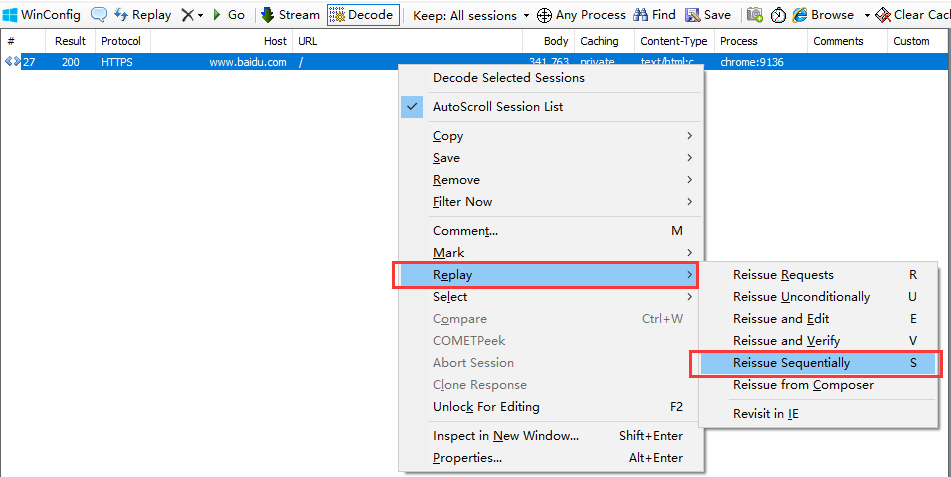 WinConfig Replay Go Stream Decode Keep: All sessions Any Process Find Save Browse Clear Cac
# Result Protocol Host URL Body Caching Content-Type Process Comments Custom
27 200 HTTPS www.baidu.com / 341,763 private text/html;c chrome:9136
Decode Selected Sessions
AutoScroll Session List
Copy
Save
Remove
Filter Now
Comment... M
Mark
Replay
Select
Compare Ctrl+W
COMETPeek
Abort Session
Clone Response
Unlock For Editing F2
Inspect in New Window... Shift+Enter
Properties... Alt+Enter
Reissue Requests R
Reissue Unconditionally U
Reissue and Edit E
Reissue and Verify V
Reissue Sequentially S
Reissue from Composer
Revisit in IE